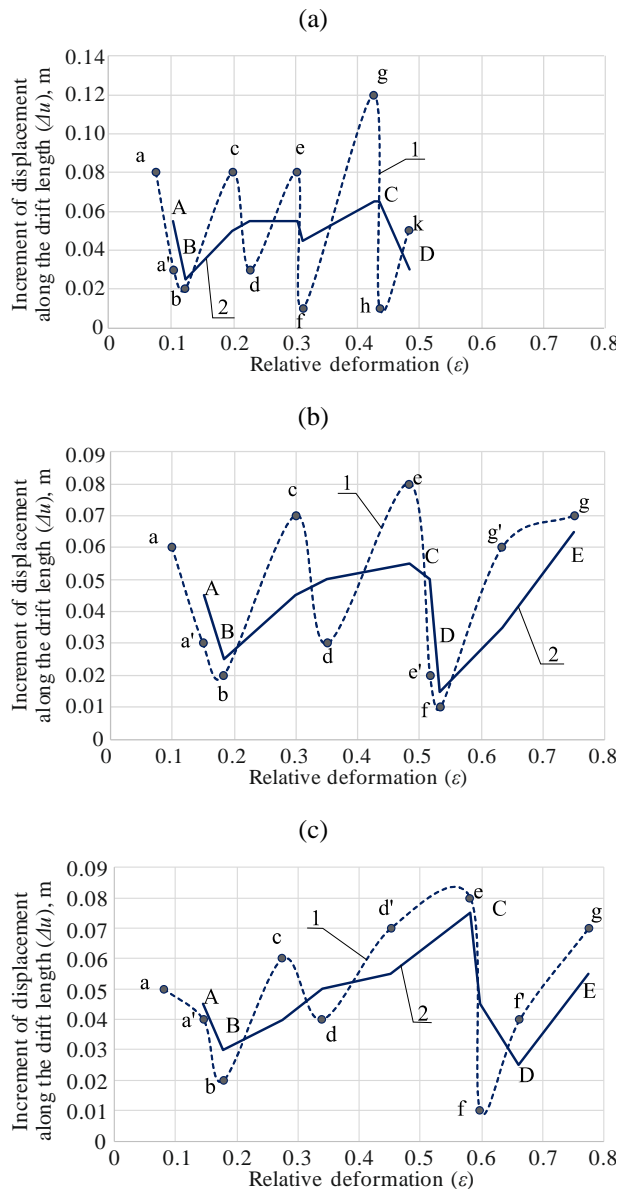 (a)
Increment of displacement
along the drift length (Δu), m
0.14
0.12
0.10
0.08
0.06
0.04
0.02
0
0 0.1 0.2 0.3 0.4 0.5 0.6 0.7 0.8
Relative deformation (ε)
a
A
a'
B
b
c
2
d
e
f
g
1
C
h
k
D
(b)
Increment of displacement
along the drift length (Δu), m
0.09
0.08
0.07
0.06
0.05
0.04
0.03
0.02
0.01
0
0 0.1 0.2 0.3 0.4 0.5 0.6 0.7 0.8
Relative deformation (ε)
a
A
a'
B
b
c
d
1
e
C
D
e'
f
g'
g
E
2
(c)
Increment of displacement
along the drift length (Δu), m
0.09
0.08
0.07
0.06
0.05
0.04
0.03
0.02
0.01
0
0 0.1 0.2 0.3 0.4 0.5 0.6 0.7 0.8
Relative deformation (ε)
a
A
a'
B
b
c
1
d
d'
2
e
C
f
f'
D
g
E